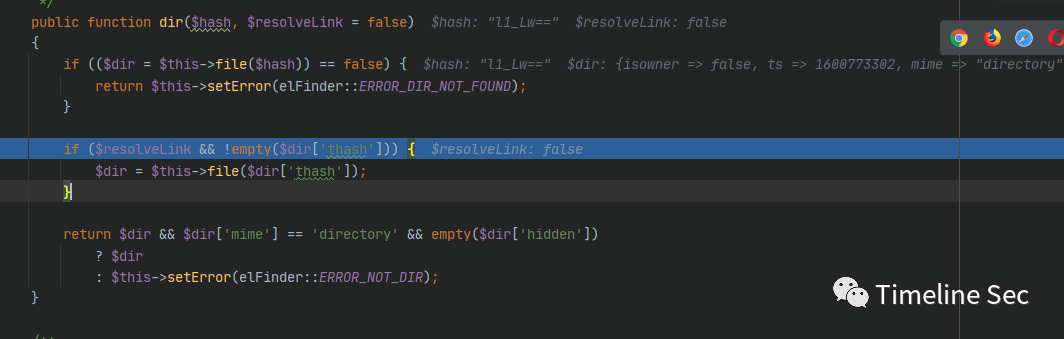 */
public function dir($hash, $resolveLink = false)  $hash: "l1_Lw=="  $resolveLink: false
{
if (($dir = $this->file($hash)) == false) {  $hash: "l1_Lw=="  $dir: {isowner => false, ts => 1600773302, mime => "directory"
return $this->setError(elFinder::ERROR_DIR_NOT_FOUND);
}
if ($resolveLink && !empty($dir['thash'])) {  $resolveLink: false
$dir = $this->file($dir['thash']);
}
return $dir && $dir['mime'] == 'directory' && empty($dir['hidden'])
? $dir
: $this->setError(elFinder::ERROR_NOT_DIR);
}
Timeline Sec